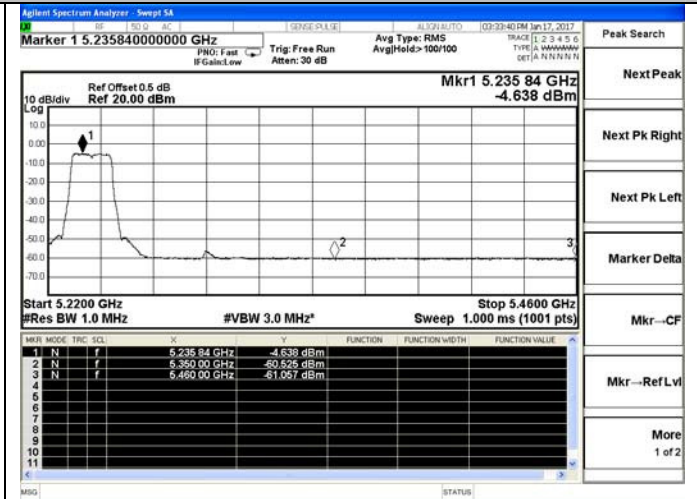 Agilent Spectrum Analyzer - Swept SA
RF 50 Ω AC SENSE:PULSE ALIGN AUTO 03:33:40 PM Jan 17, 2017
Marker 1 5.235840000000 GHz
PNO: Fast
IFGain:Low
Trig: Free Run
Atten: 30 dB
Avg Type: RMS
Avg|Hold:>100/100
TRACE 1 2 3 4 5 6
TYPE A WWWWW
DET A N N N N N
Ref Offset 0.5 dB
Ref 20.00 dBm
10 dB/div
Log
Mkr1 5.235 84 GHz
-4.638 dBm
10.0
0.00
-10.0
-20.0
-30.0
-40.0
-50.0
-60.0
-70.0
1
2
3
Start 5.2200 GHz
Stop 5.4600 GHz
#Res BW 1.0 MHz
#VBW 3.0 MHz*
Sweep 1.000 ms (1001 pts)
MKR MODE TRC SCL X Y FUNCTION FUNCTION WIDTH FUNCTION VALUE
1 N f 5.235 84 GHz -4.638 dBm
2 N f 5.350 00 GHz -60.525 dBm
3 N f 5.460 00 GHz -61.057 dBm
4
5
6
7
8
9
10
11
MSG
STATUS
Peak Search
Next Peak
Next Pk Right
Next Pk Left
Marker Delta
Mkr→CF
Mkr→Ref Lvl
More
1 of 2